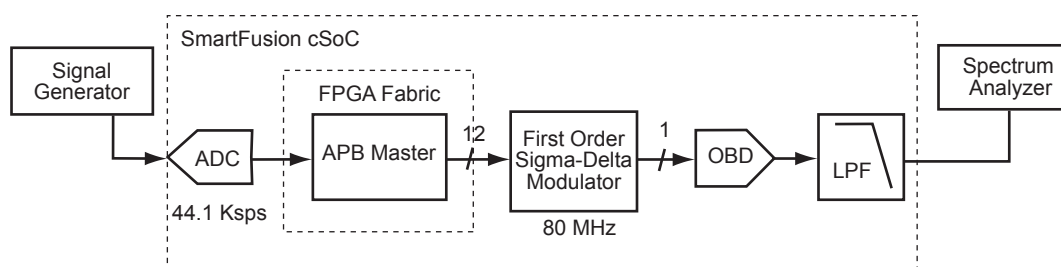 SmartFusion cSoC
Signal
Generator
Spectrum
Analyzer
FPGA Fabric
ADC
APB Master
12
First Order
Sigma-Delta
Modulator
1
OBD
LPF
44.1 Ksps
80 MHz